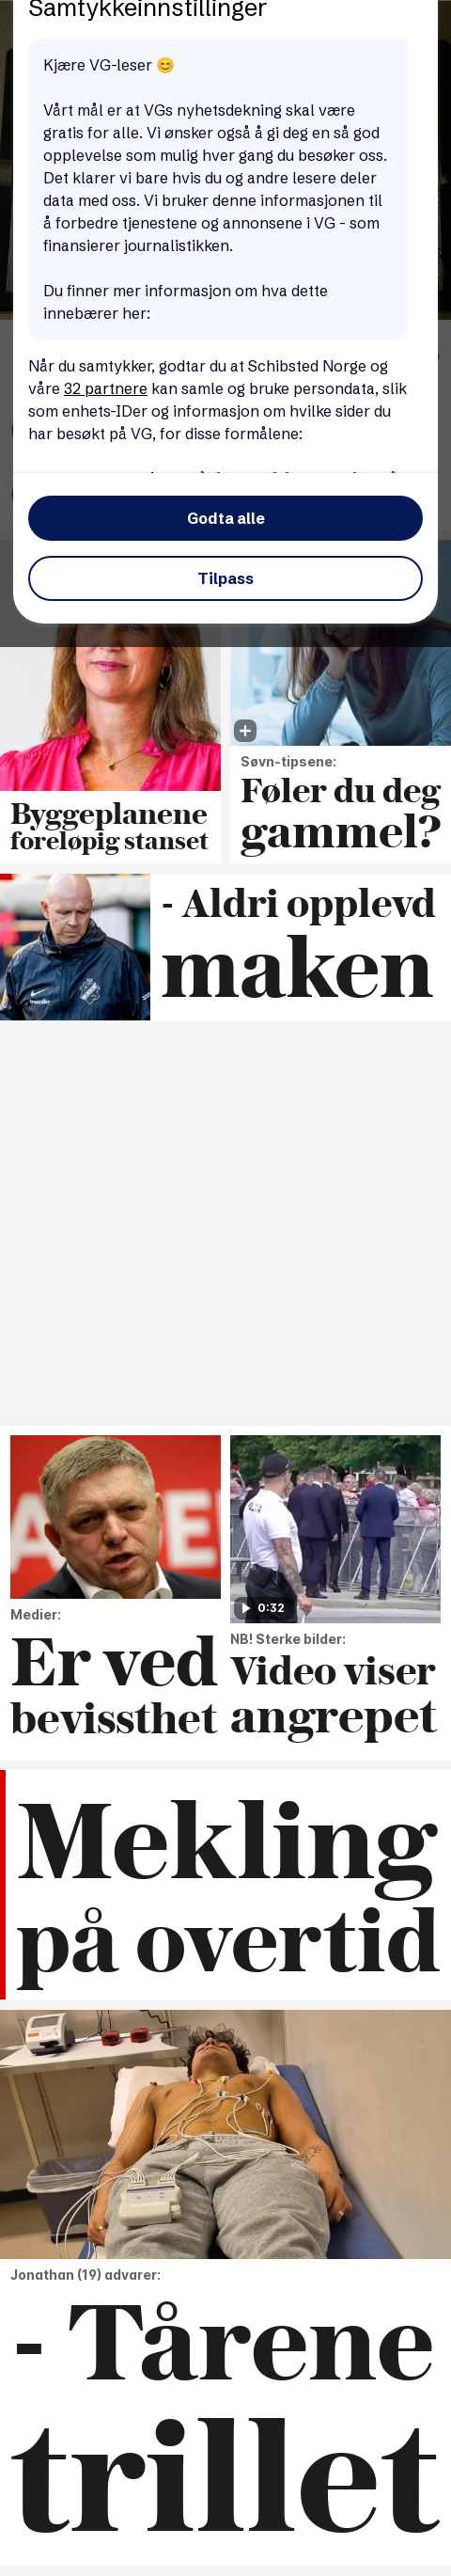 Samtykkeinnstillinger
Kjære VG-leser 😊
Vårt mål er at VGs nyhetsdekning skal være
gratis for alle. Vi ønsker også å gi deg en så god
opplevelse som mulig hver gang du besøker oss.
Det klarer vi bare hvis du og andre lesere deler
data med oss. Vi bruker denne informasjonen til
å forbedre tjenestene og annonsene i VG - som
finansierer journalistikken.
Du finner mer informasjon om hva dette
innebærer her:
Når du samtykker, godtar du at Schibsted Norge og
våre 32 partnere kan samle og bruke persondata, slik
som enhets-IDer og informasjon om hvilke sider du
har besøkt på VG, for disse formålene:
Godta alle
Tilpass
Byggeplanene
foreløpig stanset
Søvn-tipsene:
Føler du deg
gammel?
- Aldri opplevd
maken
Medier:
Er ved
bevissthet
0:32
NB! Sterke bilder:
Video viser
angrepet
Mekling
på overtid
Jonathan (19) advarer:
- Tårene
trillet